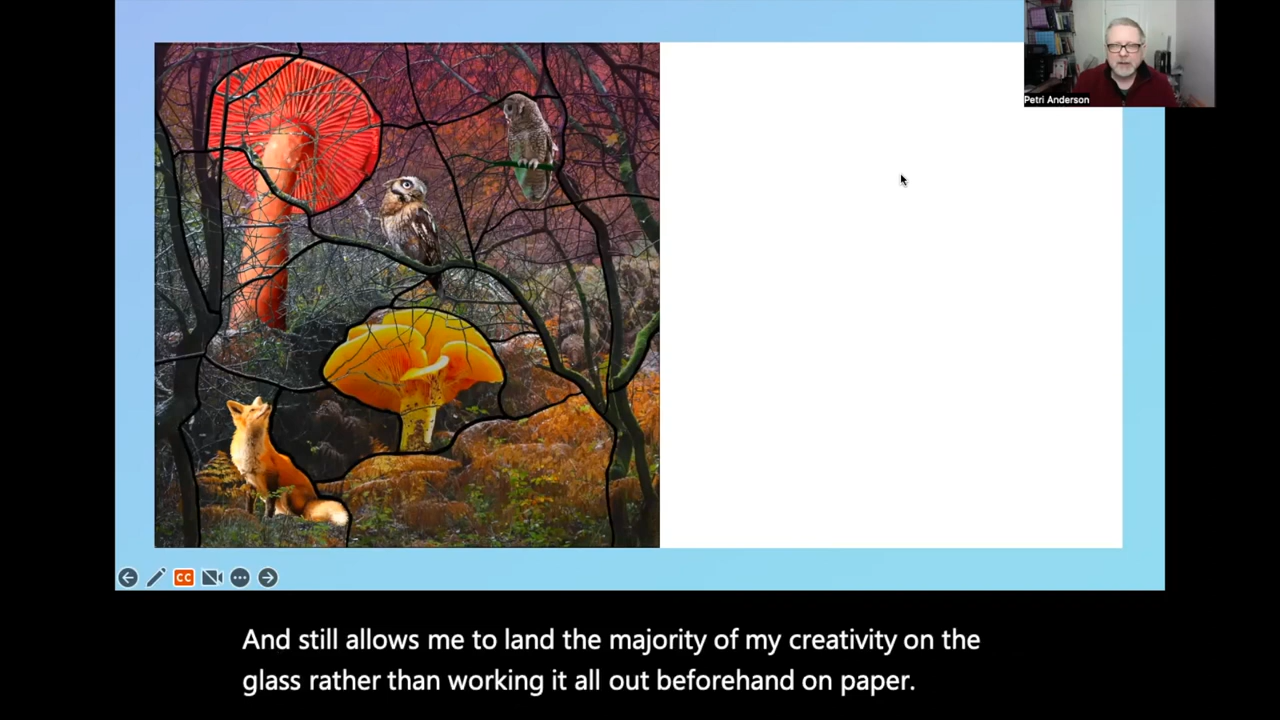 Petri Anderson
CC
And still allows me to land the majority of my creativity on the
glass rather than working it all out beforehand on paper.